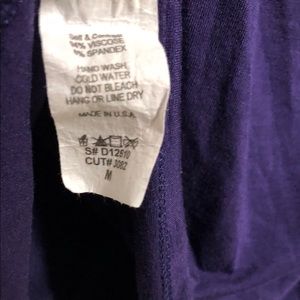 Self & Contrast
94% VISCOSE
6% SPANDEX
HAND WASH
COLD WATER
DO NOT BLEACH
HANG OR LINE DRY
MADE IN U.S.A.
S# D12610
CUT# 3092
M